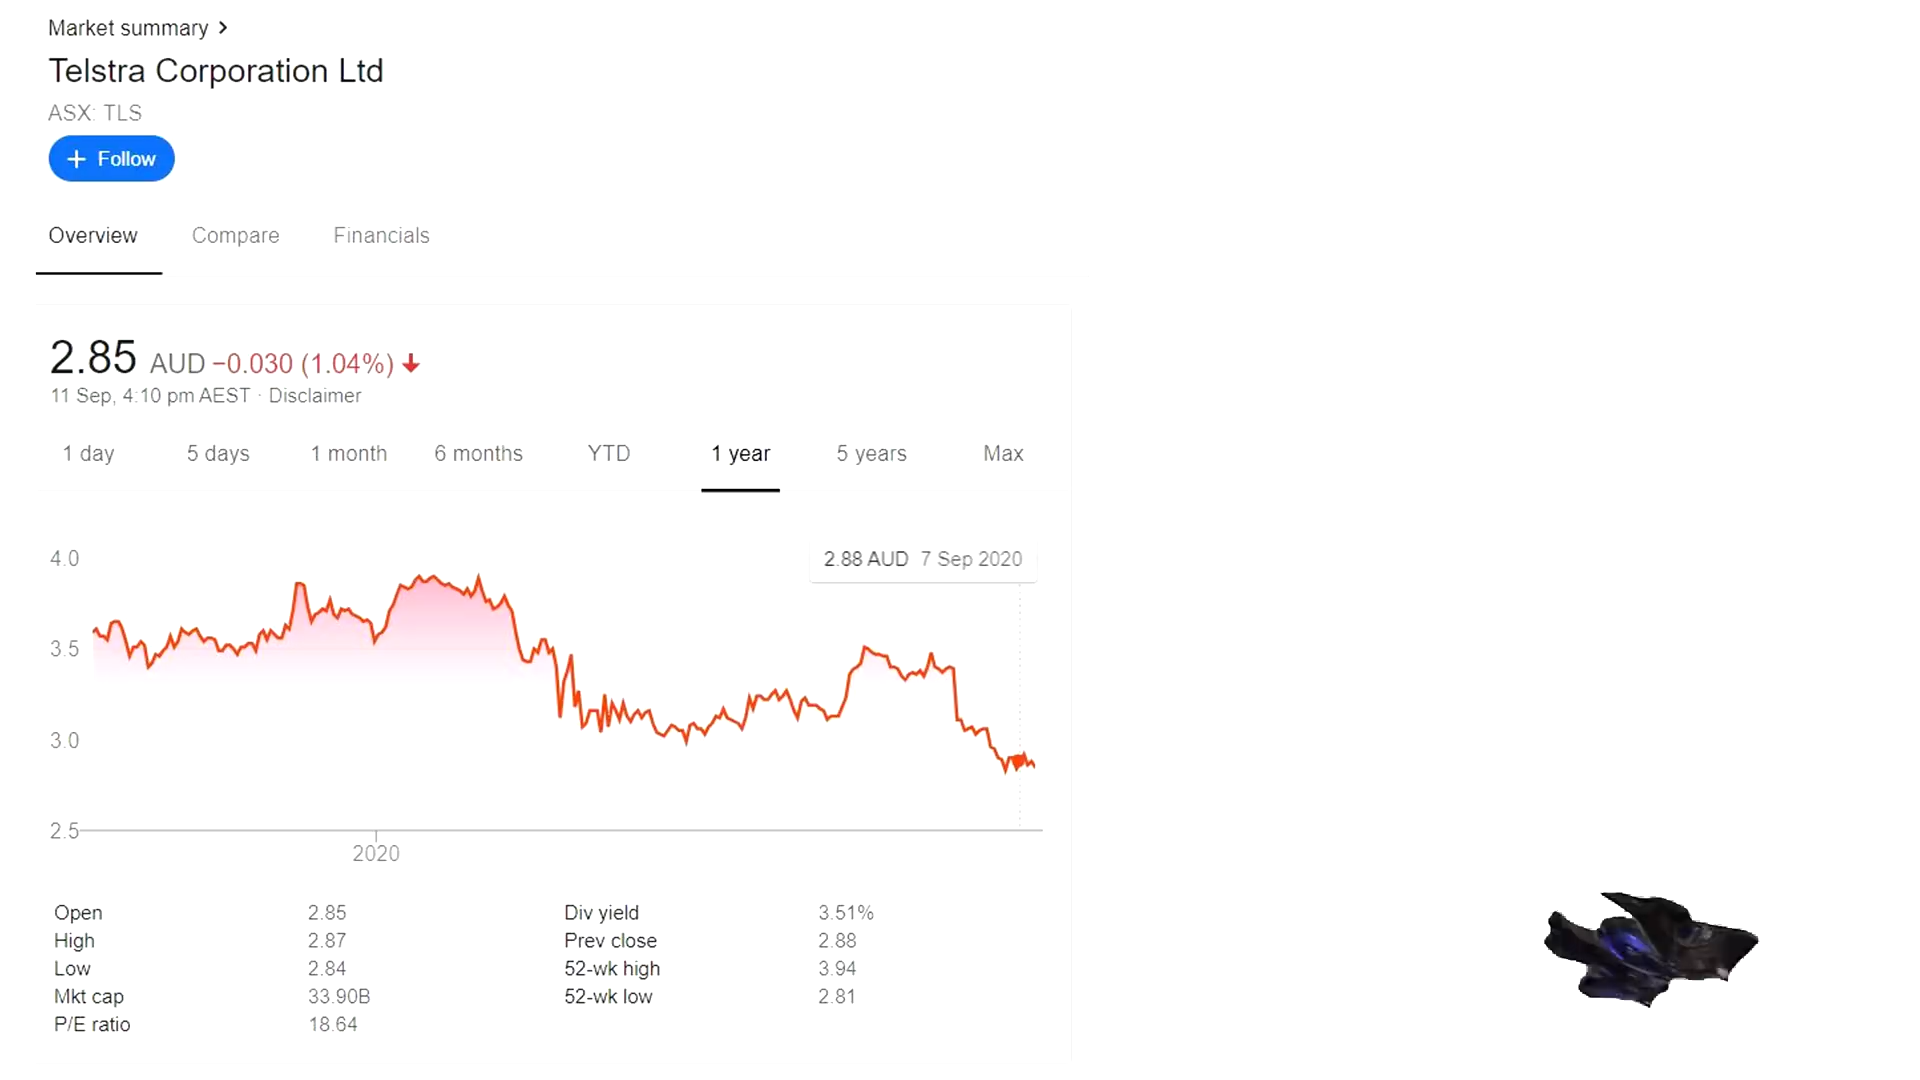 Market summary
Telstra Corporation Ltd
ASX: TLS
+ Follow
Overview Compare Financials
2.85 AUD −0.030 (1.04%)
11 Sep, 4:10 pm AEST · Disclaimer
1 day 5 days 1 month 6 months YTD 1 year 5 years Max
4.0 2.88 AUD 7 Sep 2020
3.5
3.0
2.5
2020
Open 2.85 Div yield 3.51%
High 2.87 Prev close 2.88
Low 2.84 52-wk high 3.94
Mkt cap 33.90B 52-wk low 2.81
P/E ratio 18.64